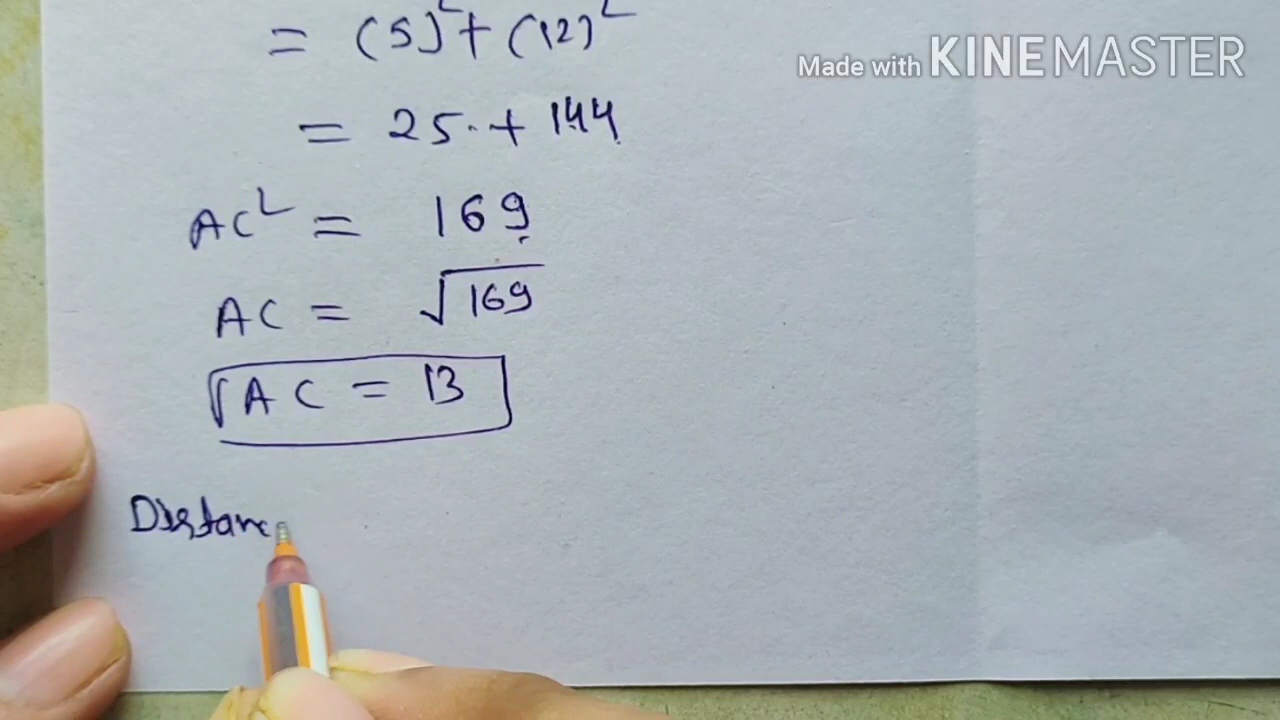 = (5)² + (12)²
Made with KINEMASTER
= 25 + 144
AC² = 169
AC = √169
AC = 13
Distanc